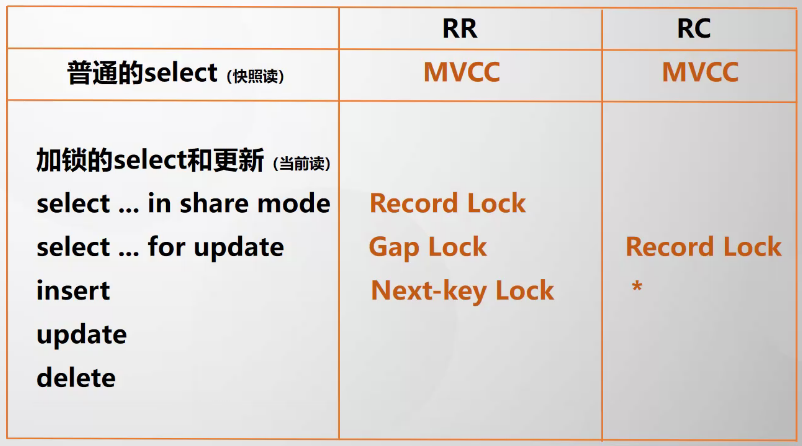 RR RC
普通的select（快照读） MVCC MVCC
加锁的select和更新（当前读）
select ... in share mode Record Lock
select ... for update Gap Lock Record Lock
insert Next-key Lock *
update
delete